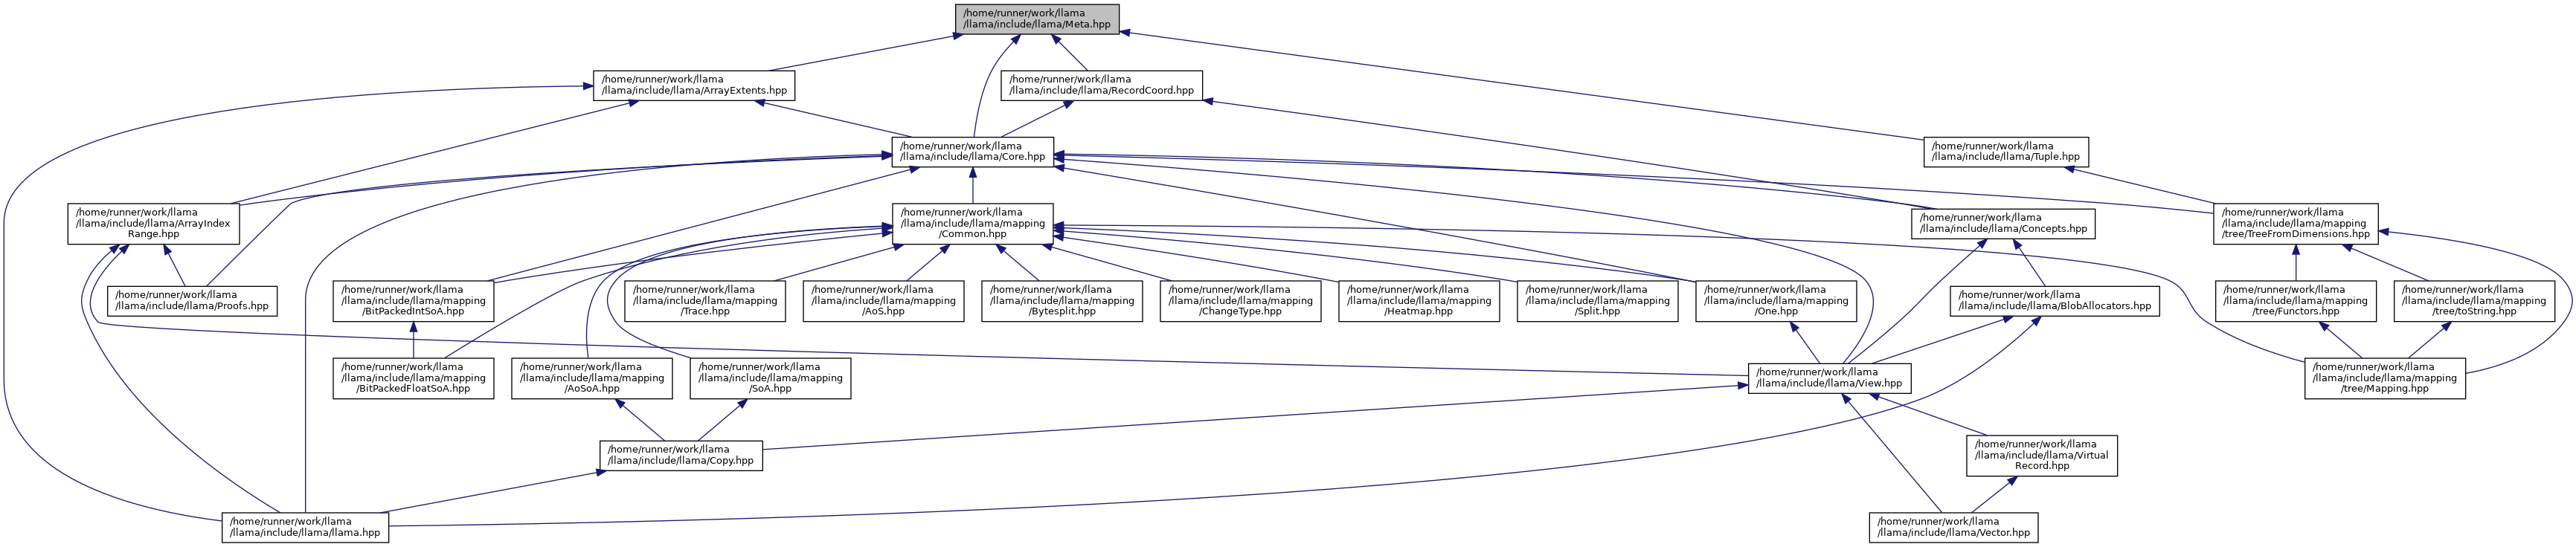 /home/runner/work/llama
/llama/include/llama/Meta.hpp
/home/runner/work/llama
/llama/include/llama/ArrayExtents.hpp
/home/runner/work/llama
/llama/include/llama/RecordCoord.hpp
/home/runner/work/llama
/llama/include/llama/Core.hpp
/home/runner/work/llama
/llama/include/llama/Tuple.hpp
/home/runner/work/llama
/llama/include/llama/ArrayIndex
Range.hpp
/home/runner/work/llama
/llama/include/llama/mapping
/Common.hpp
/home/runner/work/llama
/llama/include/llama/Concepts.hpp
/home/runner/work/llama
/llama/include/llama/mapping
/tree/TreeFromDimensions.hpp
/home/runner/work/llama
/llama/include/llama/Proofs.hpp
/home/runner/work/llama
/llama/include/llama/mapping
/BitPackedIntSoA.hpp
/home/runner/work/llama
/llama/include/llama/mapping
/Trace.hpp
/home/runner/work/llama
/llama/include/llama/mapping
/AoS.hpp
/home/runner/work/llama
/llama/include/llama/mapping
/Bytesplit.hpp
/home/runner/work/llama
/llama/include/llama/mapping
/ChangeType.hpp
/home/runner/work/llama
/llama/include/llama/mapping
/Heatmap.hpp
/home/runner/work/llama
/llama/include/llama/mapping
/Split.hpp
/home/runner/work/llama
/llama/include/llama/mapping
/One.hpp
/home/runner/work/llama
/llama/include/llama/BlobAllocators.hpp
/home/runner/work/llama
/llama/include/llama/mapping
/tree/Functors.hpp
/home/runner/work/llama
/llama/include/llama/mapping
/tree/toString.hpp
/home/runner/work/llama
/llama/include/llama/mapping
/BitPackedFloatSoA.hpp
/home/runner/work/llama
/llama/include/llama/mapping
/AoSoA.hpp
/home/runner/work/llama
/llama/include/llama/mapping
/SoA.hpp
/home/runner/work/llama
/llama/include/llama/View.hpp
/home/runner/work/llama
/llama/include/llama/mapping
/tree/Mapping.hpp
/home/runner/work/llama
/llama/include/llama/Copy.hpp
/home/runner/work/llama
/llama/include/llama/Virtual
Record.hpp
/home/runner/work/llama
/llama/include/llama/llama.hpp
/home/runner/work/llama
/llama/include/llama/Vector.hpp